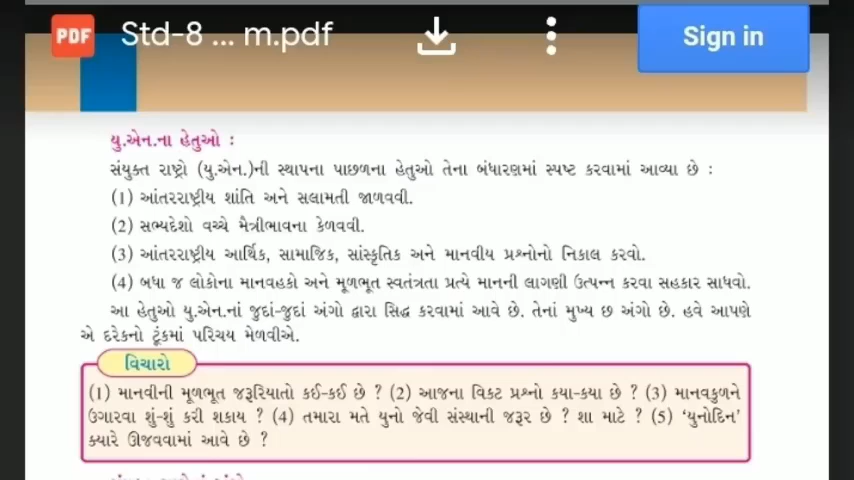 PDF Std-8 ... m.pdf Sign in
યુ.એન.ના હેતુઓ :
સંયુક્ત રાષ્ટ્રો (યુ.એન.)ની સ્થાપના પાછળના હેતુઓ તેના બંધારણમાં સ્પષ્ટ કરવામાં આવ્યા છે :
(1) આંતરરાષ્ટ્રીય શાંતિ અને સલામતી જાળવવી.
(2) સભ્યદેશો વચ્ચે મૈત્રીભાવના કેળવવી.
(3) આંતરરાષ્ટ્રીય આર્થિક, સામાજિક, સાંસ્કૃતિક અને માનવીય પ્રશ્નોનો નિકાલ કરવો.
(4) બધા જ લોકોના માનવહકો અને મૂળભૂત સ્વતંત્રતા પ્રત્યે માનની લાગણી ઉત્પન્ન કરવા સહકાર સાધવો.
આ હેતુઓ યુ.એન.નાં જુદાં-જુદાં અંગો દ્વારા સિદ્ધ કરવામાં આવે છે. તેનાં મુખ્ય છ અંગો છે. હવે આપણે
એ દરેકનો ટૂંકમાં પરિચય મેળવીએ.
વિચારો
(1) માનવીની મૂળભૂત જરૂરિયાતો કઈ-કઈ છે ? (2) આજના વિકટ પ્રશ્નો કયા-કયા છે ? (3) માનવકુળને
ઉગારવા શું-શું કરી શકાય ? (4) તમારા મતે યુનો જેવી સંસ્થાની જરૂર છે ? શા માટે ? (5) ‘યુનોદિન’
ક્યારે ઊજવવામાં આવે છે ?